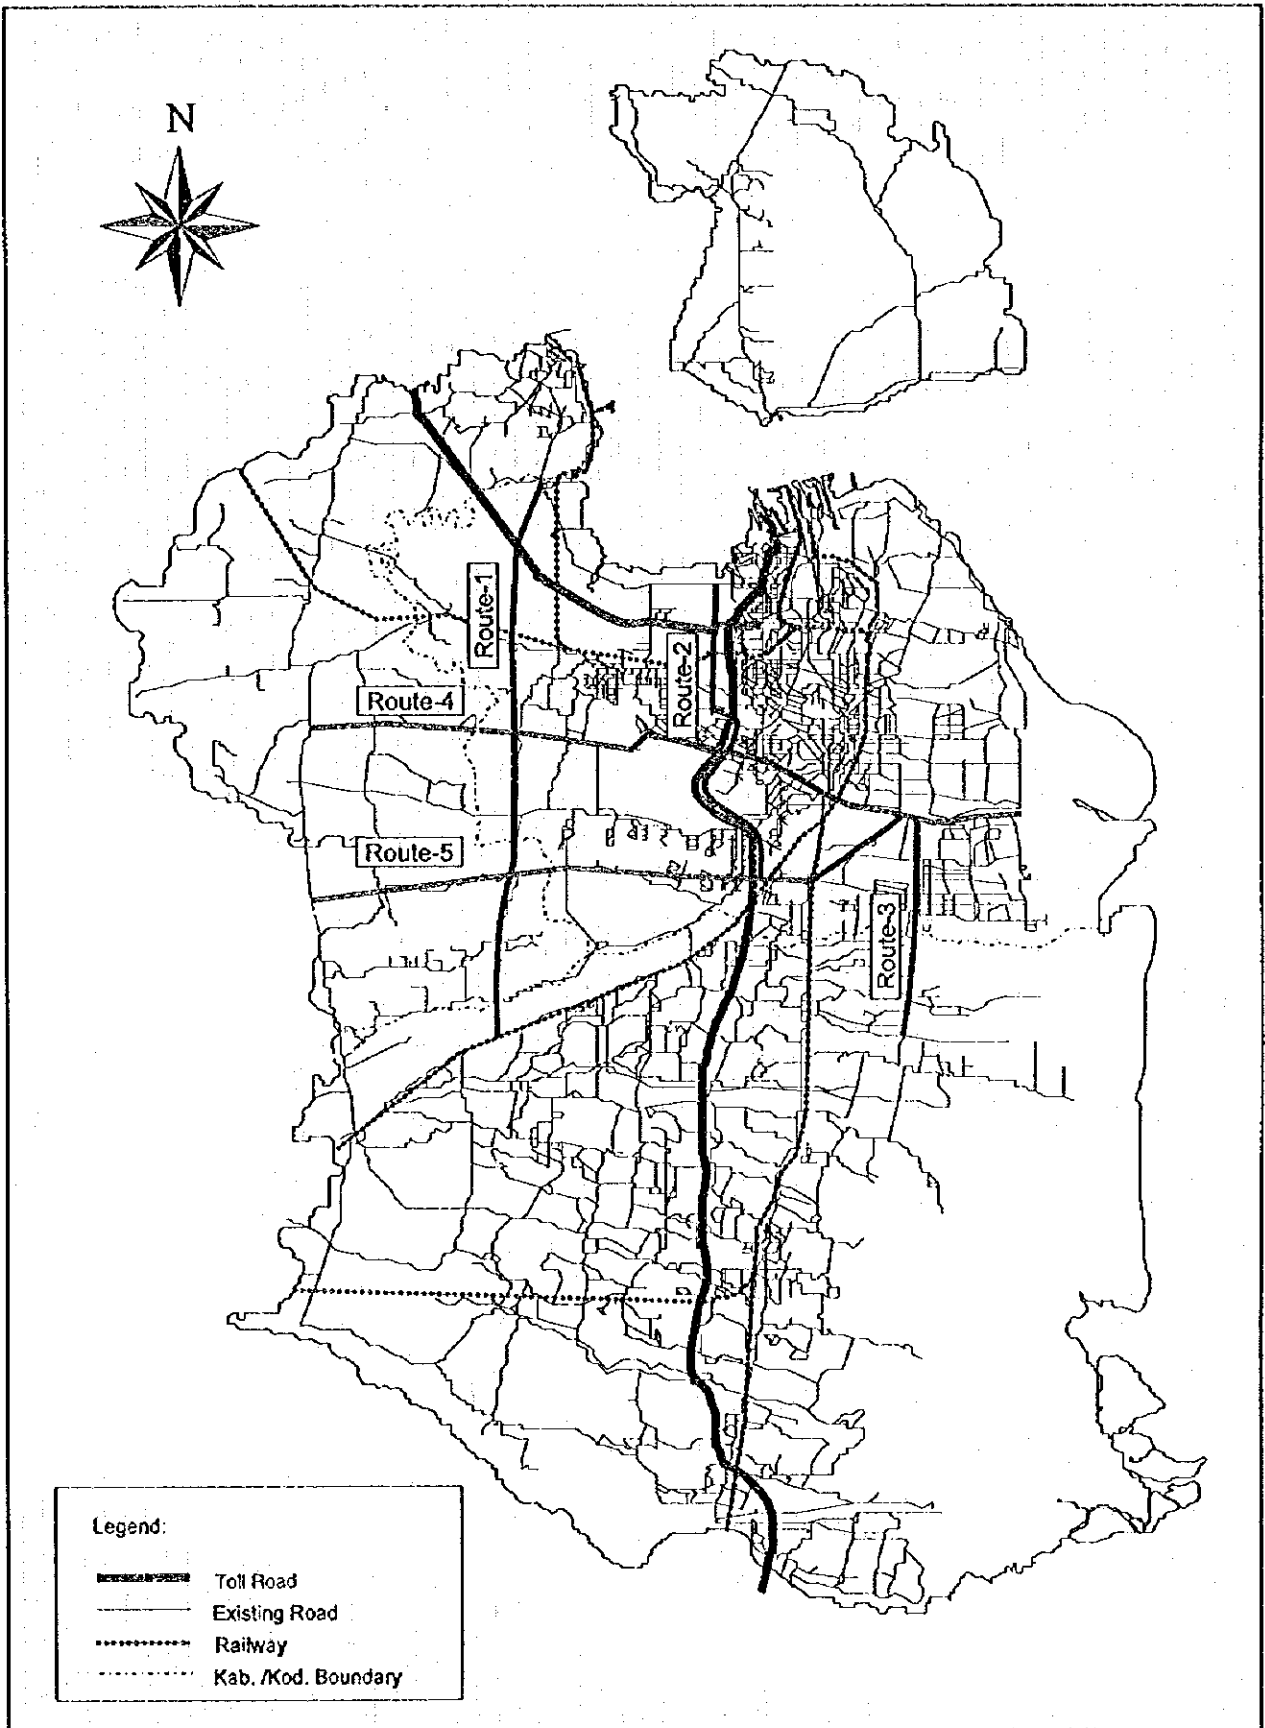 N
Route-1
Route-2
Route-4
Route-5
Route-3
Legend:
Toll Road
Existing Road
Railway
Kab. /Kod. Boundary